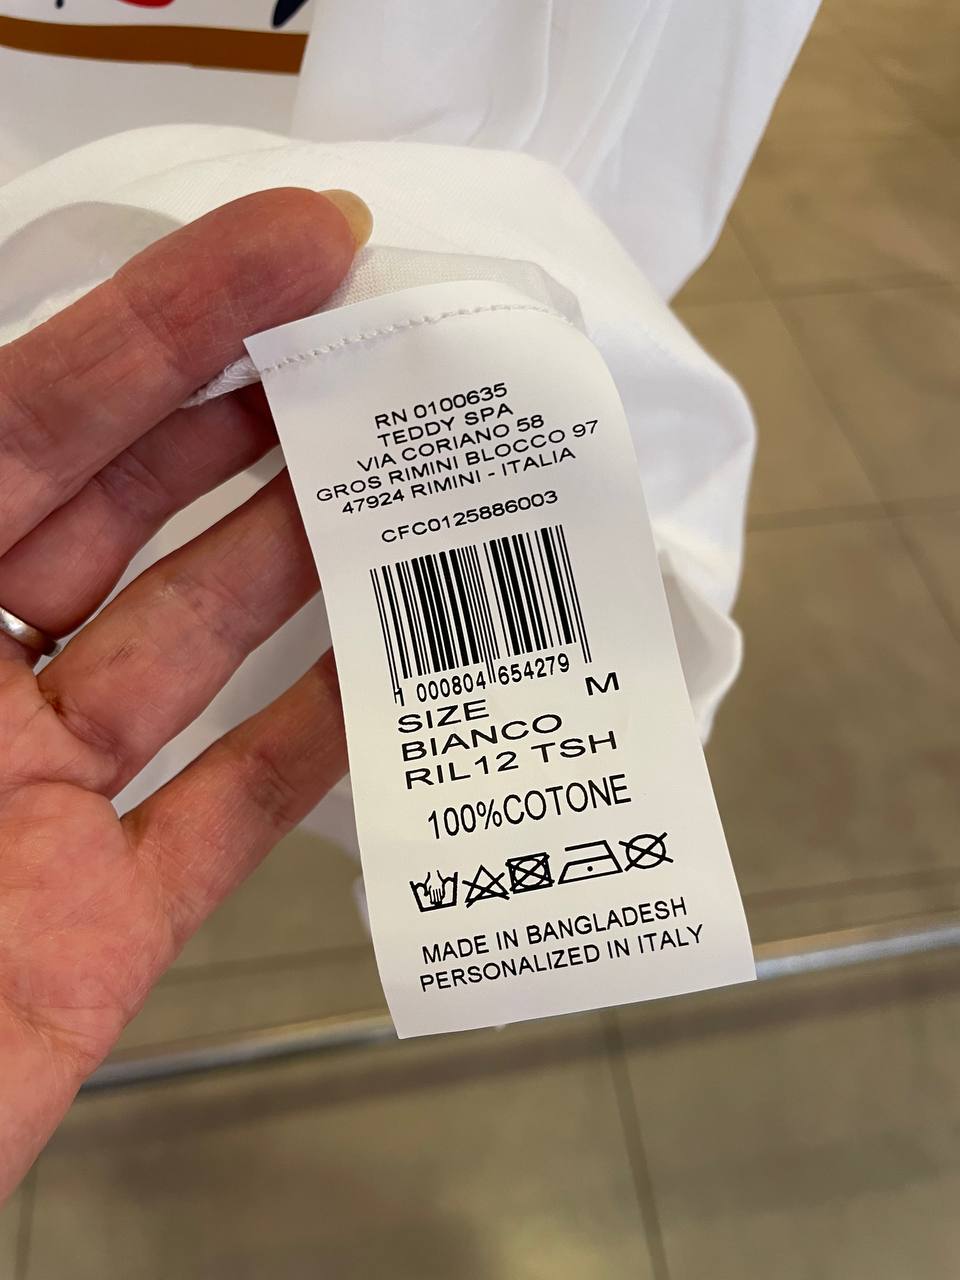 RN 0100635
TEDDY SPA
VIA CORIANO 58
GROS RIMINI BLOCCO 97
47924 RIMINI - ITALIA
CFC0125886003
1 000804 654279
SIZE M
BIANCO
RIL12 TSH
100%COTONE
MADE IN BANGLADESH
PERSONALIZED IN ITALY